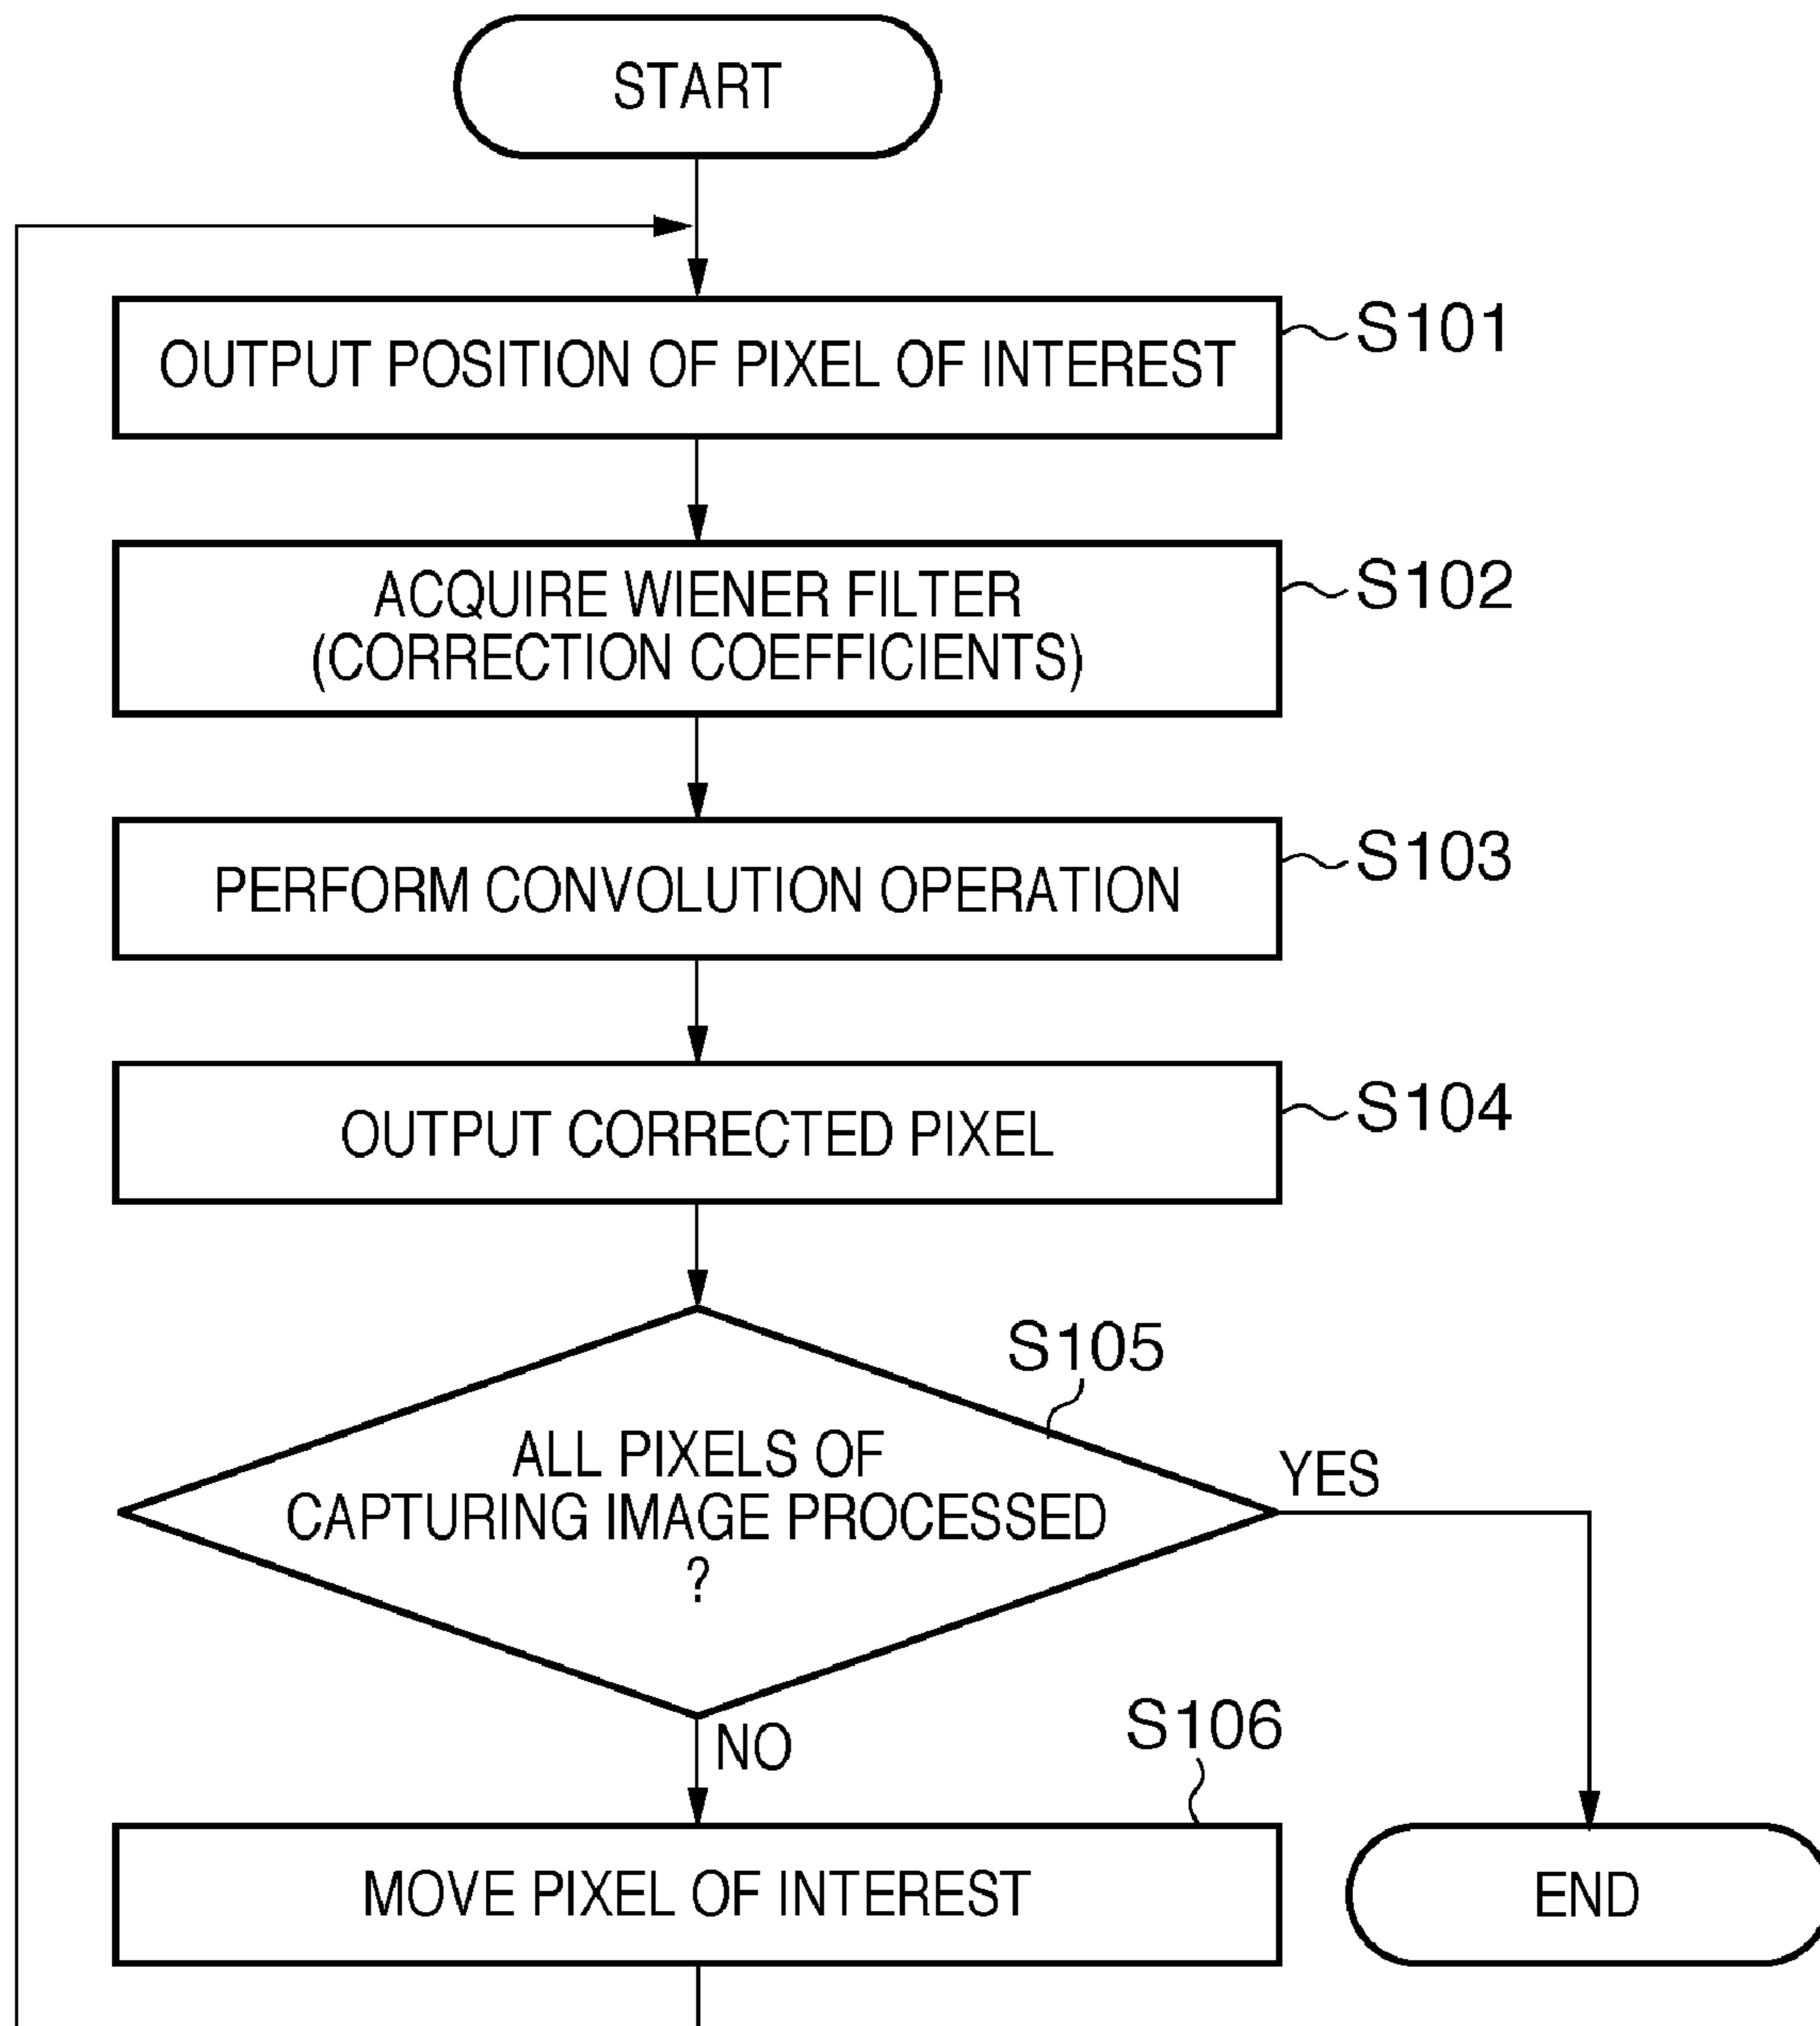 START
OUTPUT POSITION OF PIXEL OF INTEREST
S101
ACQUIRE WIENER FILTER
(CORRECTION COEFFICIENTS)
S102
PERFORM CONVOLUTION OPERATION
S103
OUTPUT CORRECTED PIXEL
S104
S105
ALL PIXELS OF
CAPTURING IMAGE PROCESSED
?
YES
NO
S106
MOVE PIXEL OF INTEREST
END